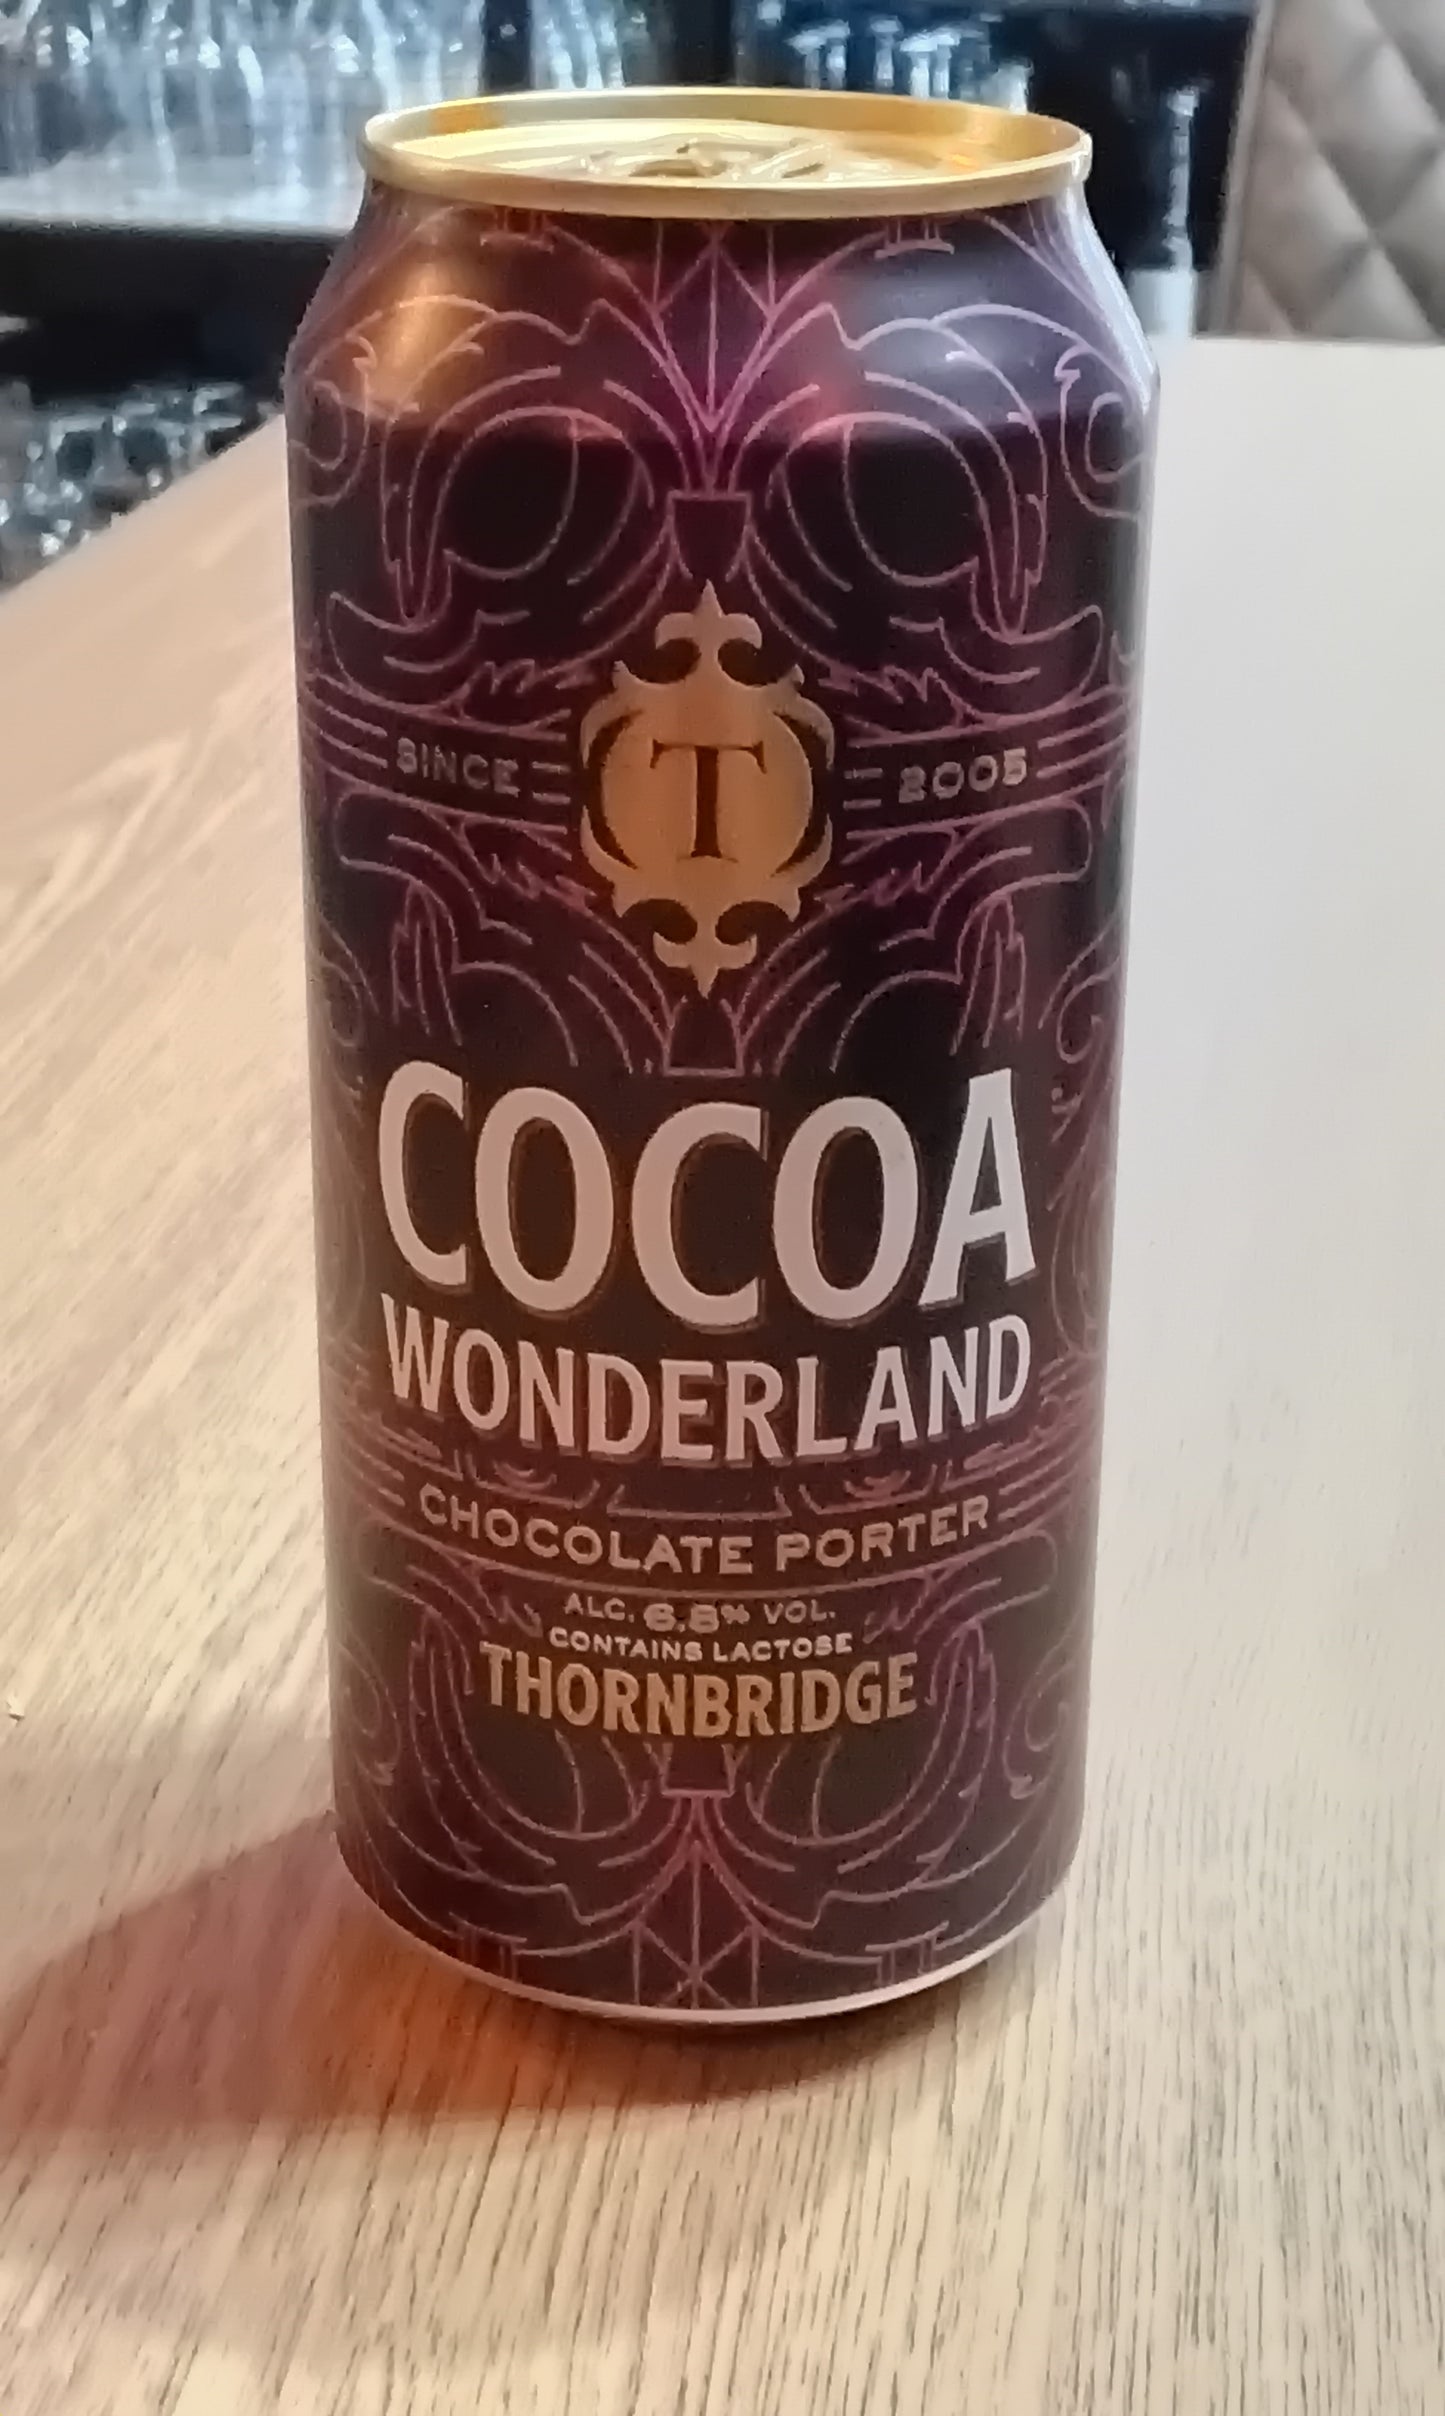 SINCE T 2005
COCOA
WONDERLAND
CHOCOLATE PORTER
ALC. 6.8% VOL.
CONTAINS LACTOSE
THORNBRIDGE